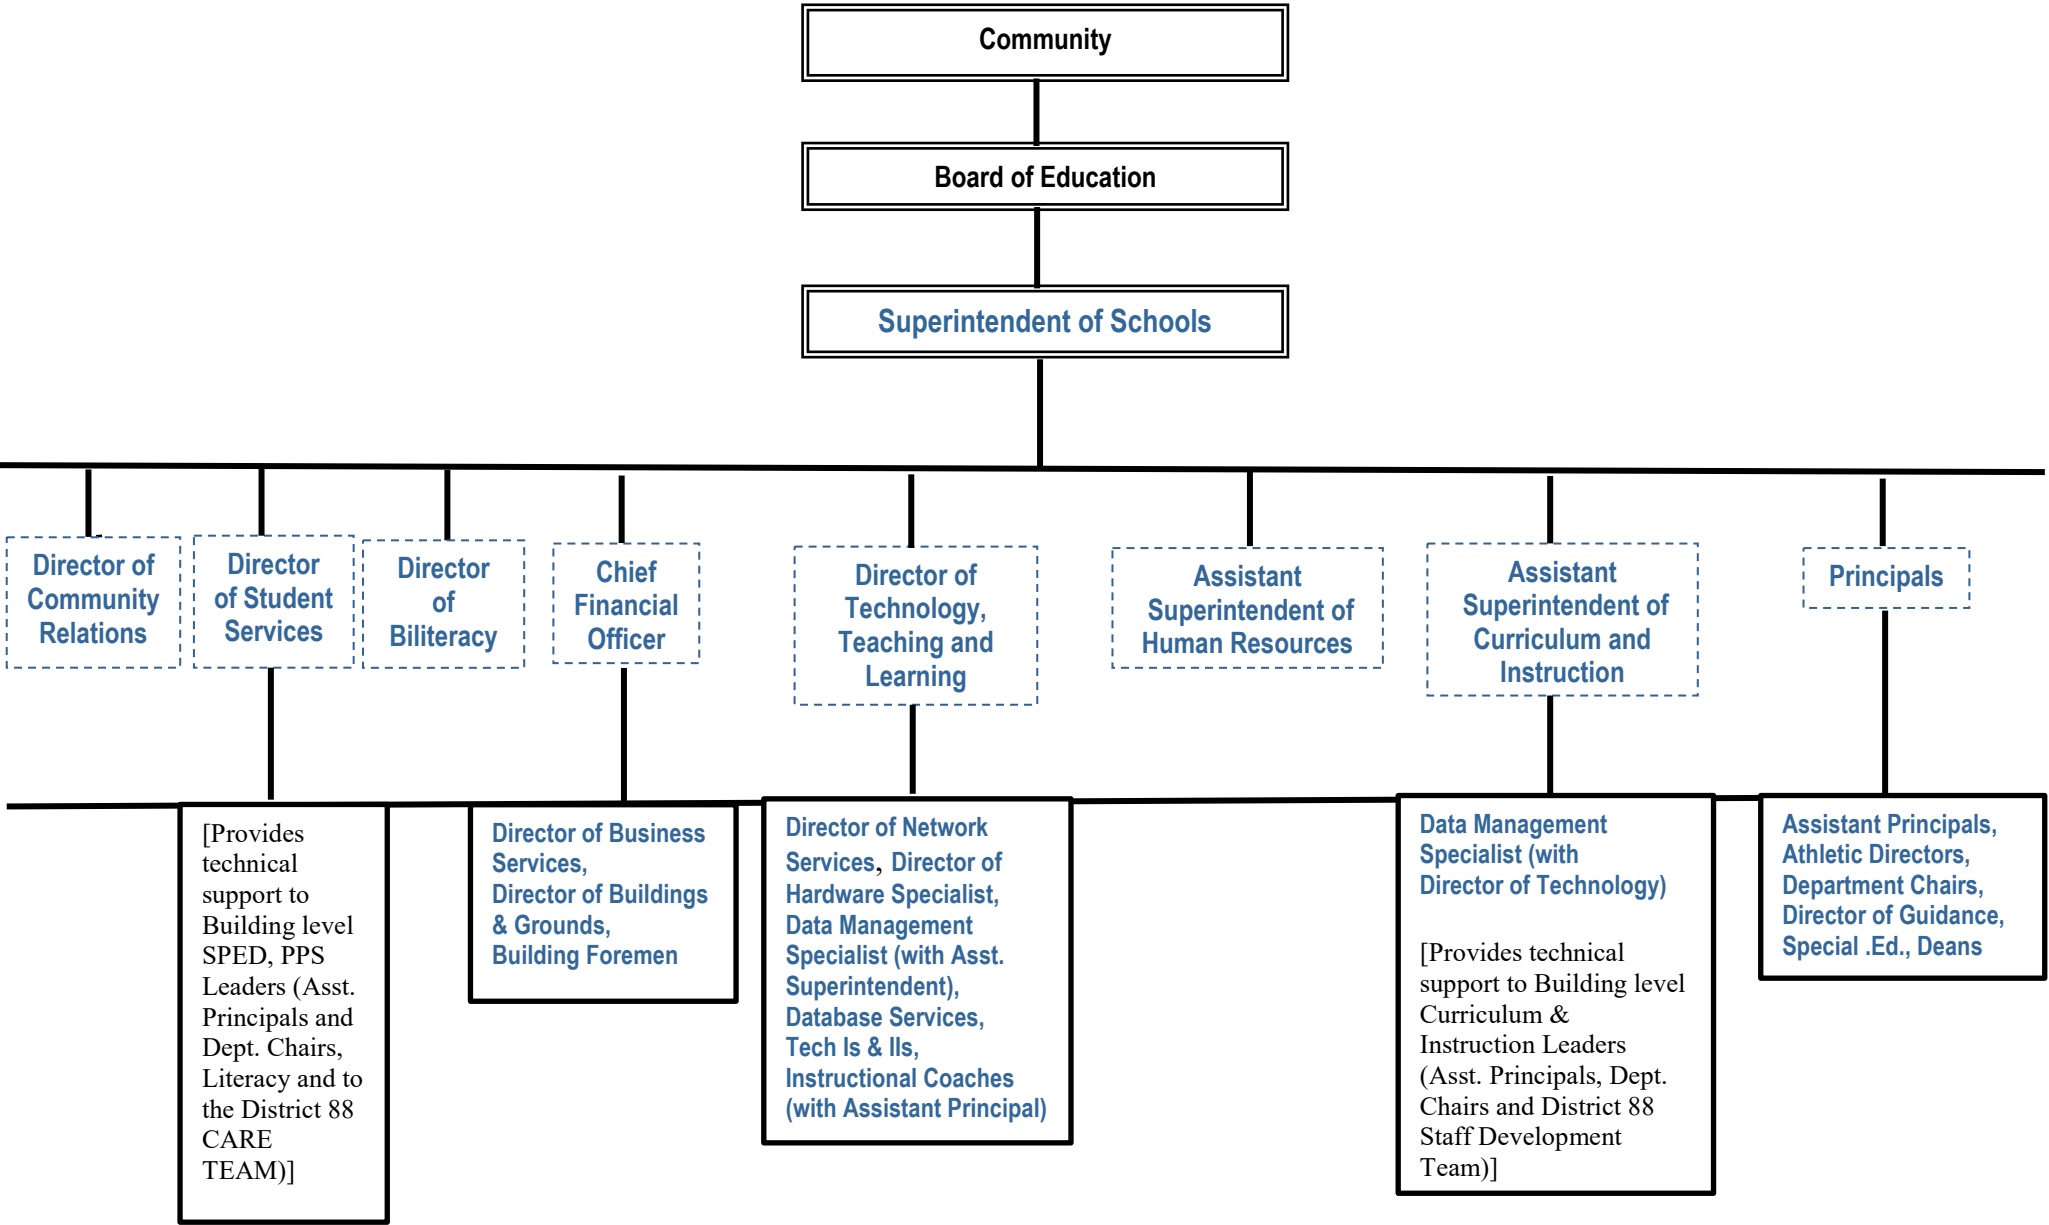 Community
Board of Education
Superintendent of Schools
Director of
Community
Relations
Director
of Student
Services
Director
of
Biliteracy
Chief
Financial
Officer
Director of
Technology,
Teaching and
Learning
Assistant
Superintendent of
Human Resources
Assistant
Superintendent of
Curriculum and
Instruction
Principals
[Provides
technical
support to
Building level
SPED, PPS
Leaders (Asst.
Principals and
Dept. Chairs,
Literacy and to
the District 88
CARE
TEAM)]
Director of Business
Services,
Director of Buildings
& Grounds,
Building Foremen
Director of Network
Services, Director of
Hardware Specialist,
Data Management
Specialist (with Asst.
Superintendent),
Database Services,
Tech Is & IIs,
Instructional Coaches
(with Assistant Principal)
Data Management
Specialist (with
Director of Technology)
[Provides technical
support to Building level
Curriculum &
Instruction Leaders
(Asst. Principals, Dept.
Chairs and District 88
Staff Development
Team)]
Assistant Principals,
Athletic Directors,
Department Chairs,
Director of Guidance,
Special .Ed., Deans